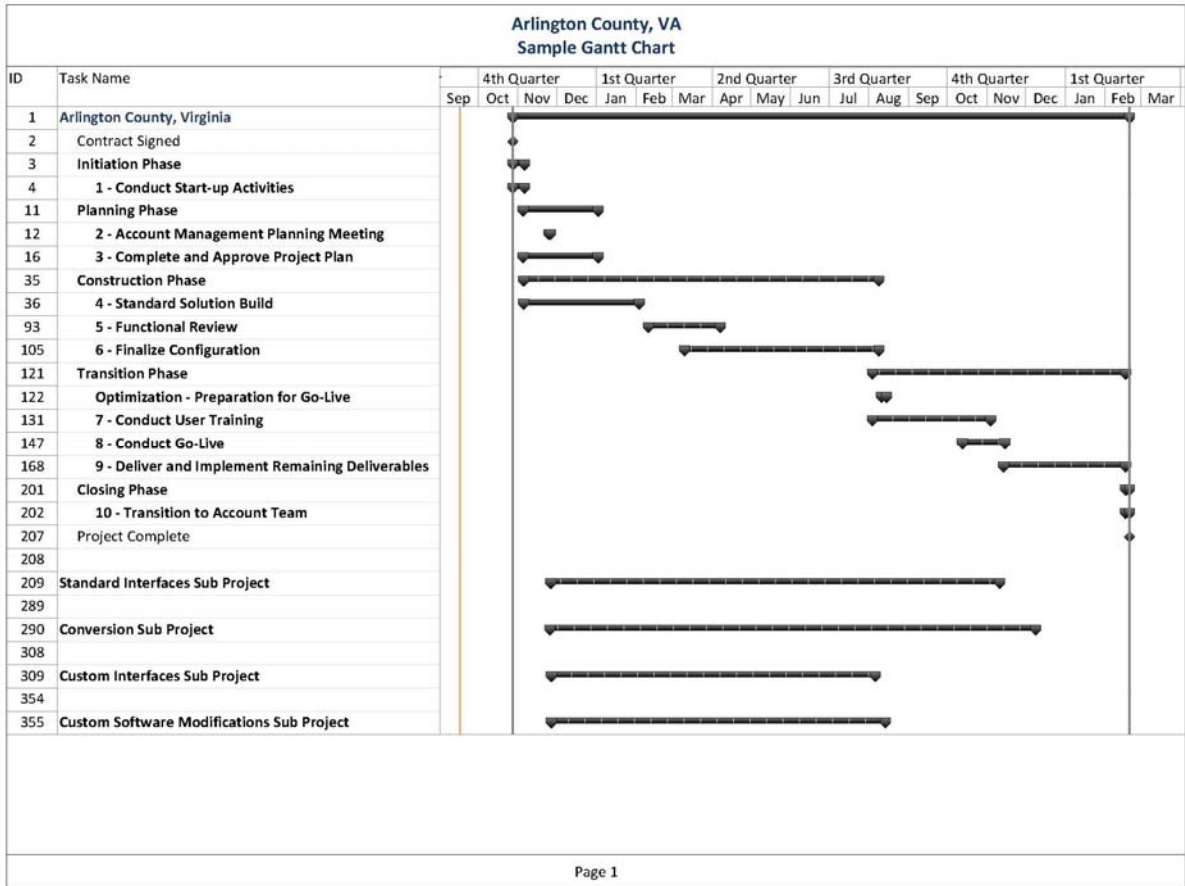 Arlington County, VA
Sample Gantt Chart
ID Task Name 4th Quarter 1st Quarter 2nd Quarter 3rd Quarter 4th Quarter 1st Quarter
Sep Oct Nov Dec Jan Feb Mar Apr May Jun Jul Aug Sep Oct Nov Dec Jan Feb Mar
1 Arlington County, Virginia
2 Contract Signed
3 Initiation Phase
4 1 - Conduct Start-up Activities
11 Planning Phase
12 2 - Account Management Planning Meeting
16 3 - Complete and Approve Project Plan
35 Construction Phase
36 4 - Standard Solution Build
93 5 - Functional Review
105 6 - Finalize Configuration
121 Transition Phase
122 Optimization - Preparation for Go-Live
131 7 - Conduct User Training
147 8 - Conduct Go-Live
168 9 - Deliver and Implement Remaining Deliverables
201 Closing Phase
202 10 - Transition to Account Team
207 Project Complete
208
209 Standard Interfaces Sub Project
289
290 Conversion Sub Project
308
309 Custom Interfaces Sub Project
354
355 Custom Software Modifications Sub Project
Page 1